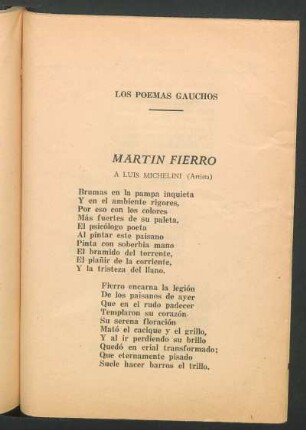 LOS POEMAS GAUCHOS
MARTIN FIERRO
A LUIS MICHELINI (Artista)
Brumas en la pampa inquieta
Y en el ambiente rigores,
Por eso con los colores
Más fuertes de su paleta,
El psicólogo poeta
Al pintar este paisano
Pinta con soberbia mano
El bramido del torrente,
El plañir de la corriente,
Y la tristeza del llano.
Fierro encarna la legión
De los paisanos de ayer
Que en el rudo padecer
Templaron su corazón
Su serena floración
Mató el cacique y el grillo,
Y al ir perdiendo su brillo
Quedó en erial transformado;
Que eternamente pisado
Suele hacer barros el trillo.